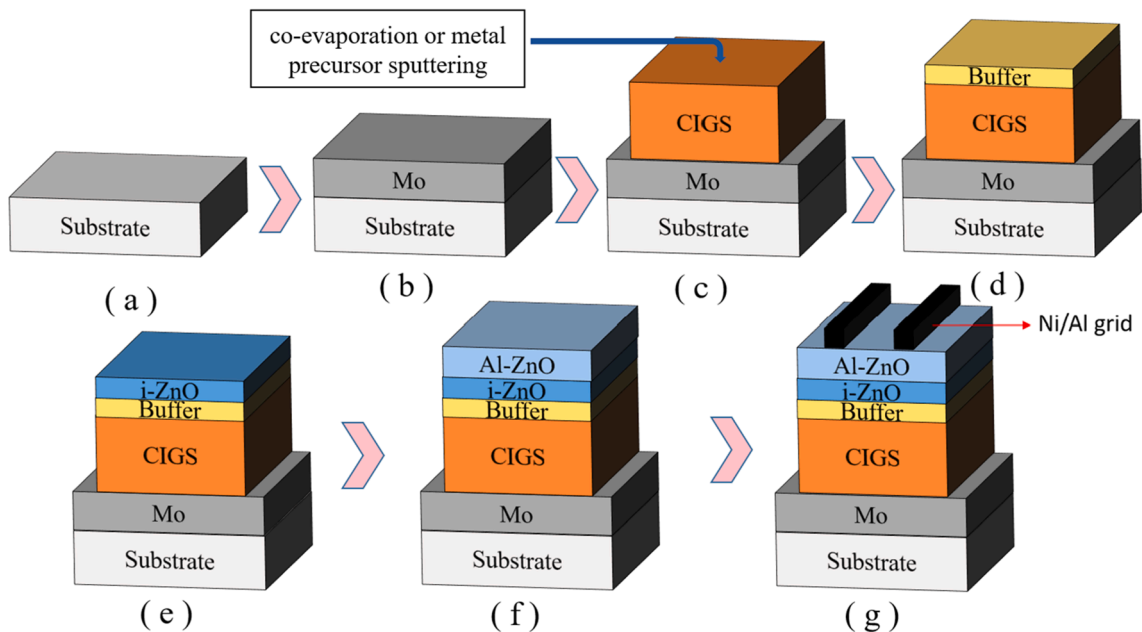 co-evaporation or metal
precursor sputtering
Substrate
( a )
Mo
Substrate
( b )
CIGS
Mo
Substrate
( c )
Buffer
CIGS
Mo
Substrate
( d )
i-ZnO
Buffer
CIGS
Mo
Substrate
( e )
Al-ZnO
i-ZnO
Buffer
CIGS
Mo
Substrate
( f )
Ni/Al grid
Al-ZnO
i-ZnO
Buffer
CIGS
Mo
Substrate
( g )